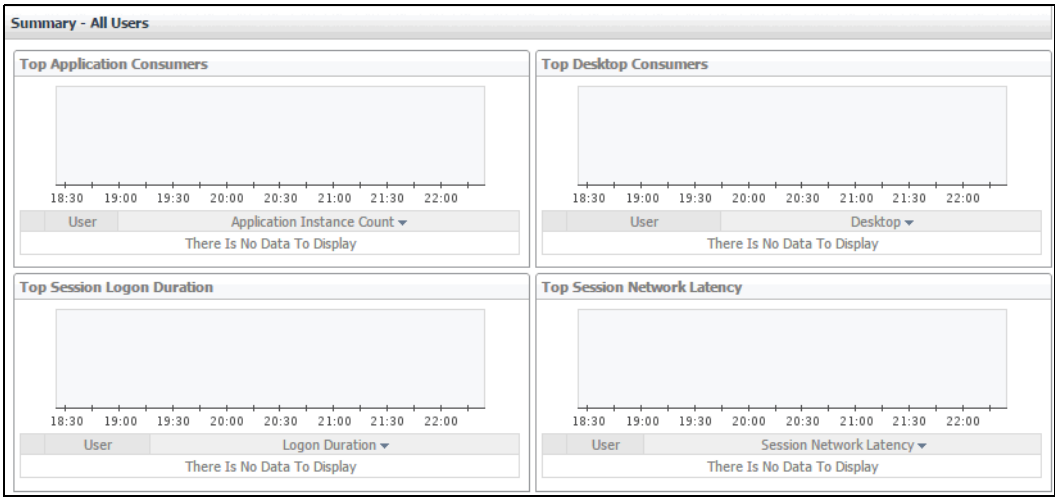 Summary - All Users
Top Application Consumers
18:30 19:00 19:30 20:00 20:30 21:00 21:30 22:00
User Application Instance Count
There Is No Data To Display
Top Desktop Consumers
18:30 19:00 19:30 20:00 20:30 21:00 21:30 22:00
User Desktop
There Is No Data To Display
Top Session Logon Duration
18:30 19:00 19:30 20:00 20:30 21:00 21:30 22:00
User Logon Duration
There Is No Data To Display
Top Session Network Latency
18:30 19:00 19:30 20:00 20:30 21:00 21:30 22:00
User Session Network Latency
There Is No Data To Display